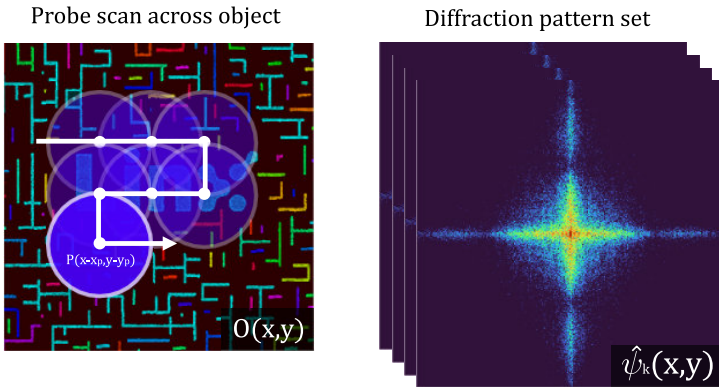 Probe scan across object
Diffraction pattern set
P(x-xₚ,y-yₚ)
O(x,y)
ψ̂ₖ(x,y)